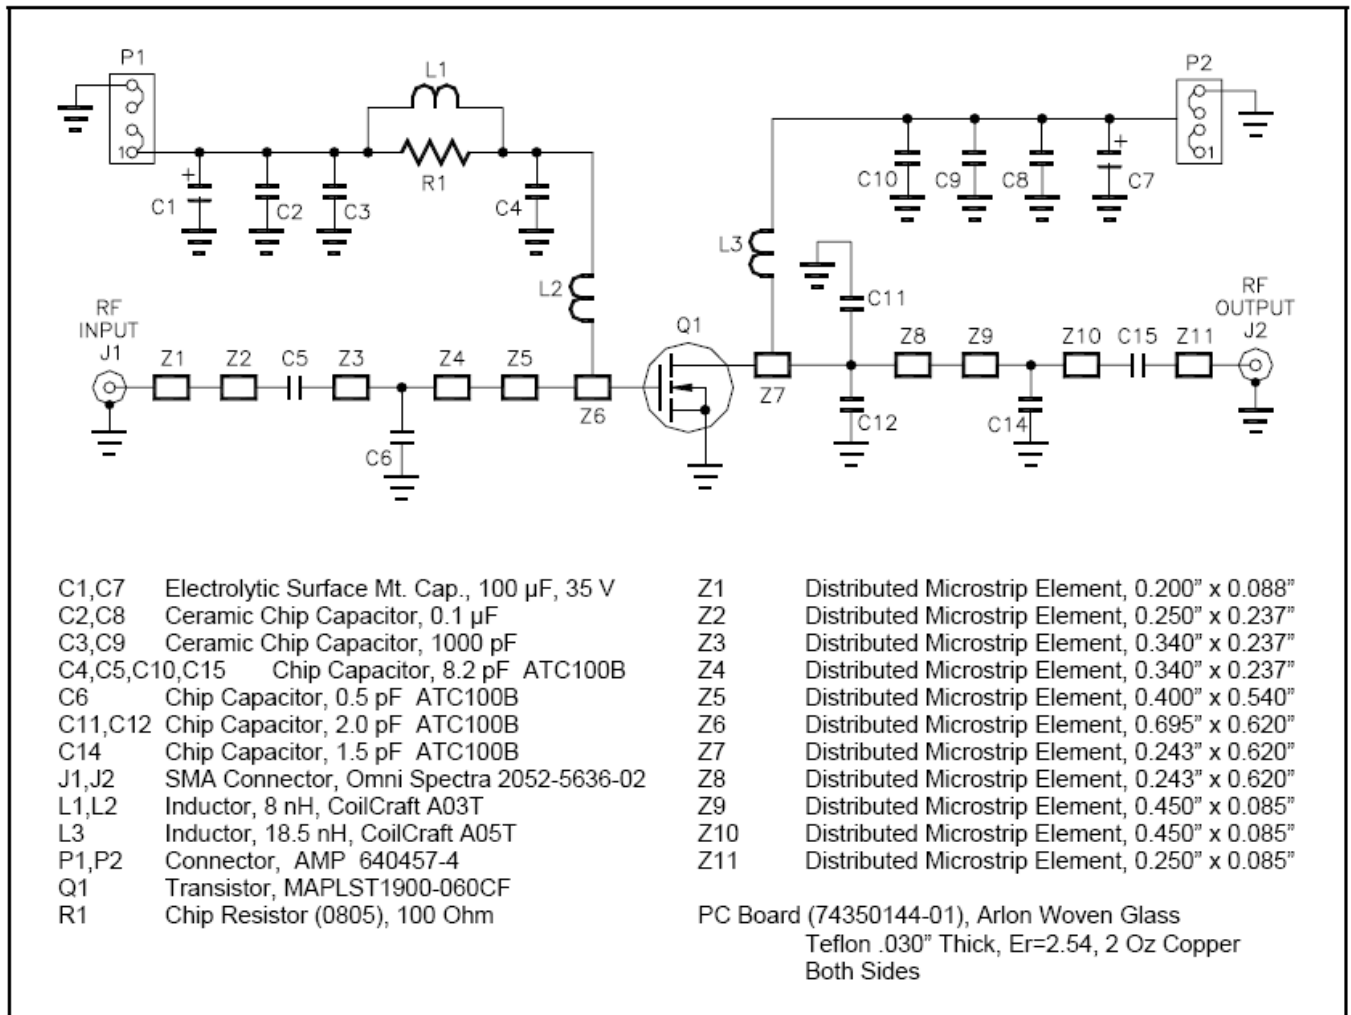 P1
L1
P2
1
R1
C1
C2
C3
C4
C10
C9
C8
C7
1
L3
L2
C11
RF
INPUT
J1
RF
OUTPUT
J2
Q1
Z1
Z2
C5
Z3
Z4
Z5
Z6
Z7
Z8
Z9
Z10
C15
Z11
C6
C12
C14
C1,C7 Electrolytic Surface Mt. Cap., 100 µF, 35 V
C2,C8 Ceramic Chip Capacitor, 0.1 µF
C3,C9 Ceramic Chip Capacitor, 1000 pF
C4,C5,C10,C15 Chip Capacitor, 8.2 pF ATC100B
C6 Chip Capacitor, 0.5 pF ATC100B
C11,C12 Chip Capacitor, 2.0 pF ATC100B
C14 Chip Capacitor, 1.5 pF ATC100B
J1,J2 SMA Connector, Omni Spectra 2052-5636-02
L1,L2 Inductor, 8 nH, CoilCraft A03T
L3 Inductor, 18.5 nH, CoilCraft A05T
P1,P2 Connector, AMP 640457-4
Q1 Transistor, MAPLST1900-060CF
R1 Chip Resistor (0805), 100 Ohm
Z1 Distributed Microstrip Element, 0.200” x 0.088”
Z2 Distributed Microstrip Element, 0.250” x 0.237”
Z3 Distributed Microstrip Element, 0.340” x 0.237”
Z4 Distributed Microstrip Element, 0.340” x 0.237”
Z5 Distributed Microstrip Element, 0.400” x 0.540”
Z6 Distributed Microstrip Element, 0.695” x 0.620”
Z7 Distributed Microstrip Element, 0.243” x 0.620”
Z8 Distributed Microstrip Element, 0.243” x 0.620”
Z9 Distributed Microstrip Element, 0.450” x 0.085”
Z10 Distributed Microstrip Element, 0.450” x 0.085”
Z11 Distributed Microstrip Element, 0.250” x 0.085”
PC Board (74350144-01), Arlon Woven Glass
Teflon .030” Thick, Er=2.54, 2 Oz Copper
Both Sides